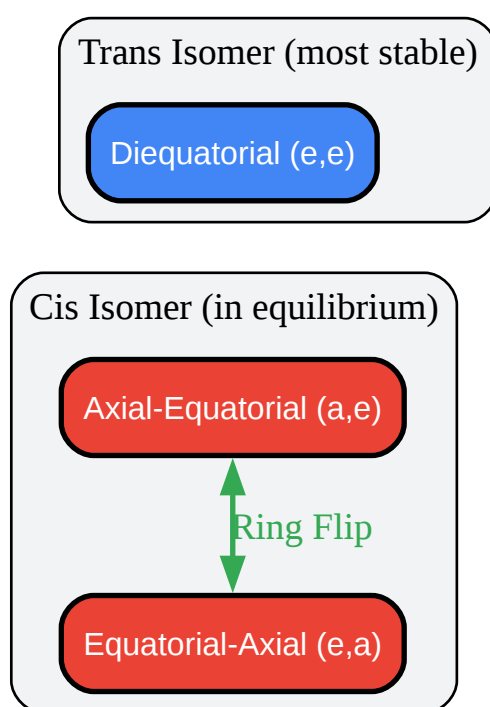 Trans Isomer (most stable)
Diequatorial (e,e)
Cis Isomer (in equilibrium)
Axial-Equatorial (a,e)
Ring Flip
Equatorial-Axial (e,a)